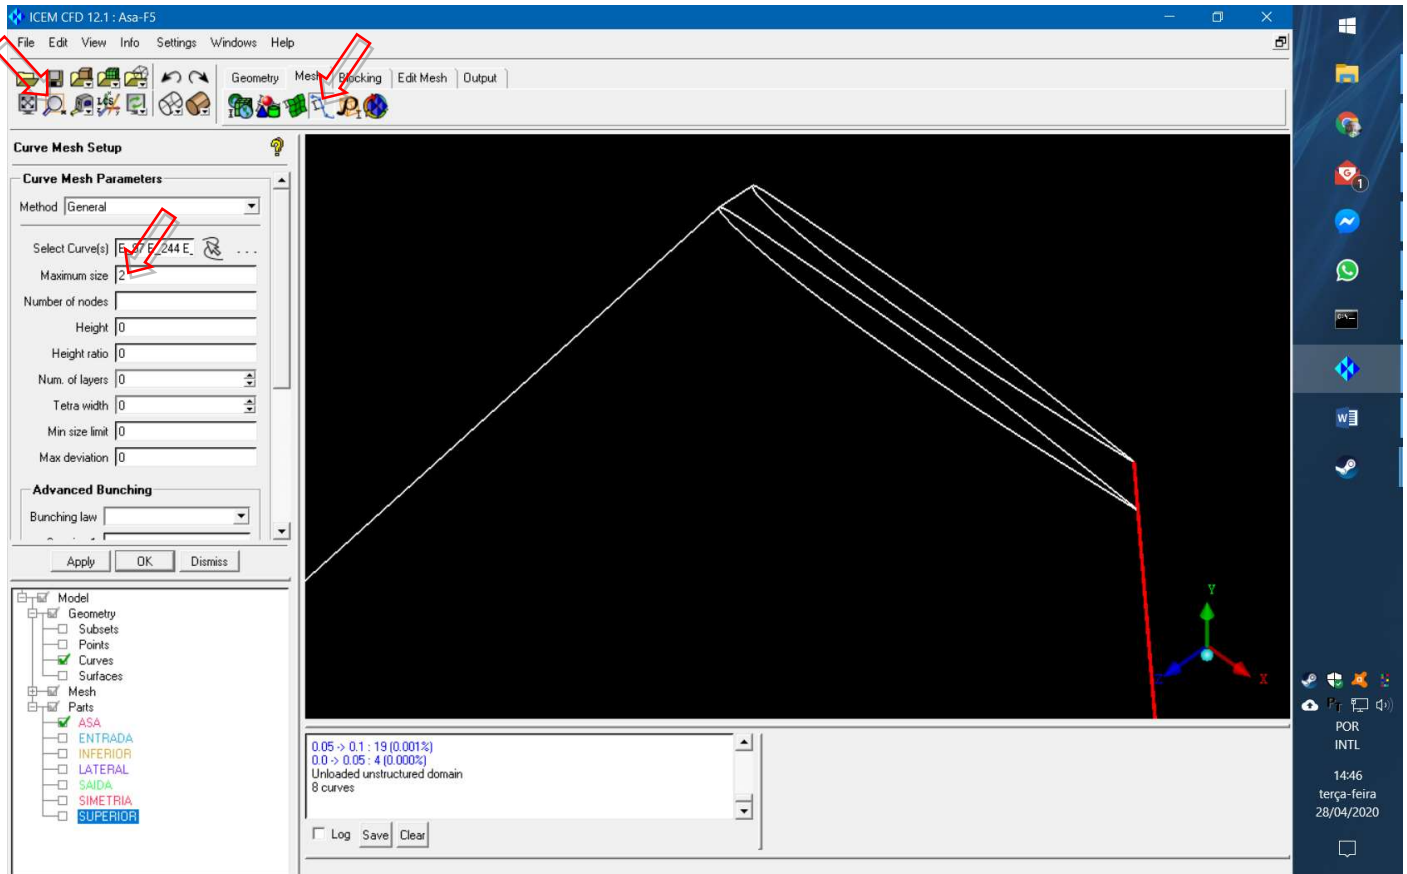 ICEM CFD 12.1 : Asa-F5
File Edit View Info Settings Windows Help
Geometry Mesh Blocking Edit Mesh Output
Curve Mesh Setup
Curve Mesh Parameters
Method General
Select Curve(s) E_244 E_ ...
Maximum size 2
Number of nodes
Height 0
Height ratio 0
Num. of layers 0
Tetra width 0
Min size limit 0
Max deviation 0
Advanced Bunching
Bunching law
Apply OK Dismiss
Model
Geometry
Subsets
Points
Curves
Surfaces
Mesh
Parts
ASA
ENTRADA
INFERIOR
LATERAL
SAIDA
SIMETRIA
SUPERIOR
Y
Z
X
0.05 -> 0.1 : 19 (0.001%)
0.0 -> 0.05 : 4 (0.000%)
Unloaded unstructured domain
8 curves
Log Save Clear
1
POR
INTL
14:46
terça-feira
28/04/2020